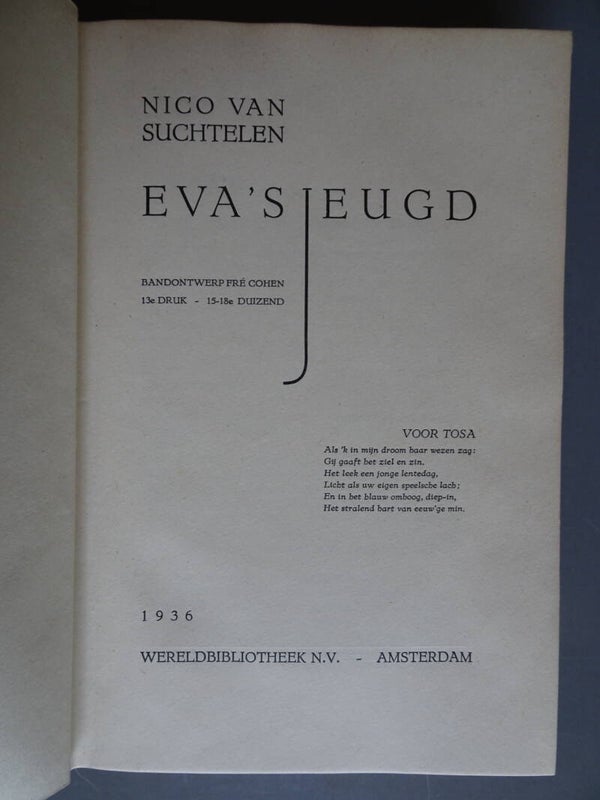 NICO VAN
SUCHTELEN
EVA'S JEUGD
BANDONTWERP FRÉ COHEN
13e DRUK - 15-18e DUIZEND
VOOR TOSA
Als 'k in mijn droom haar wezen zag:
Gij gaaft het ziel en zin.
Het leek een jonge lentedag,
Licht als uw eigen speelsche lach;
En in het blauw omhoog, diep-in,
Het stralend hart van eeuw'ge min.
1936
WERELDBIBLIOTHEEK N.V. - AMSTERDAM